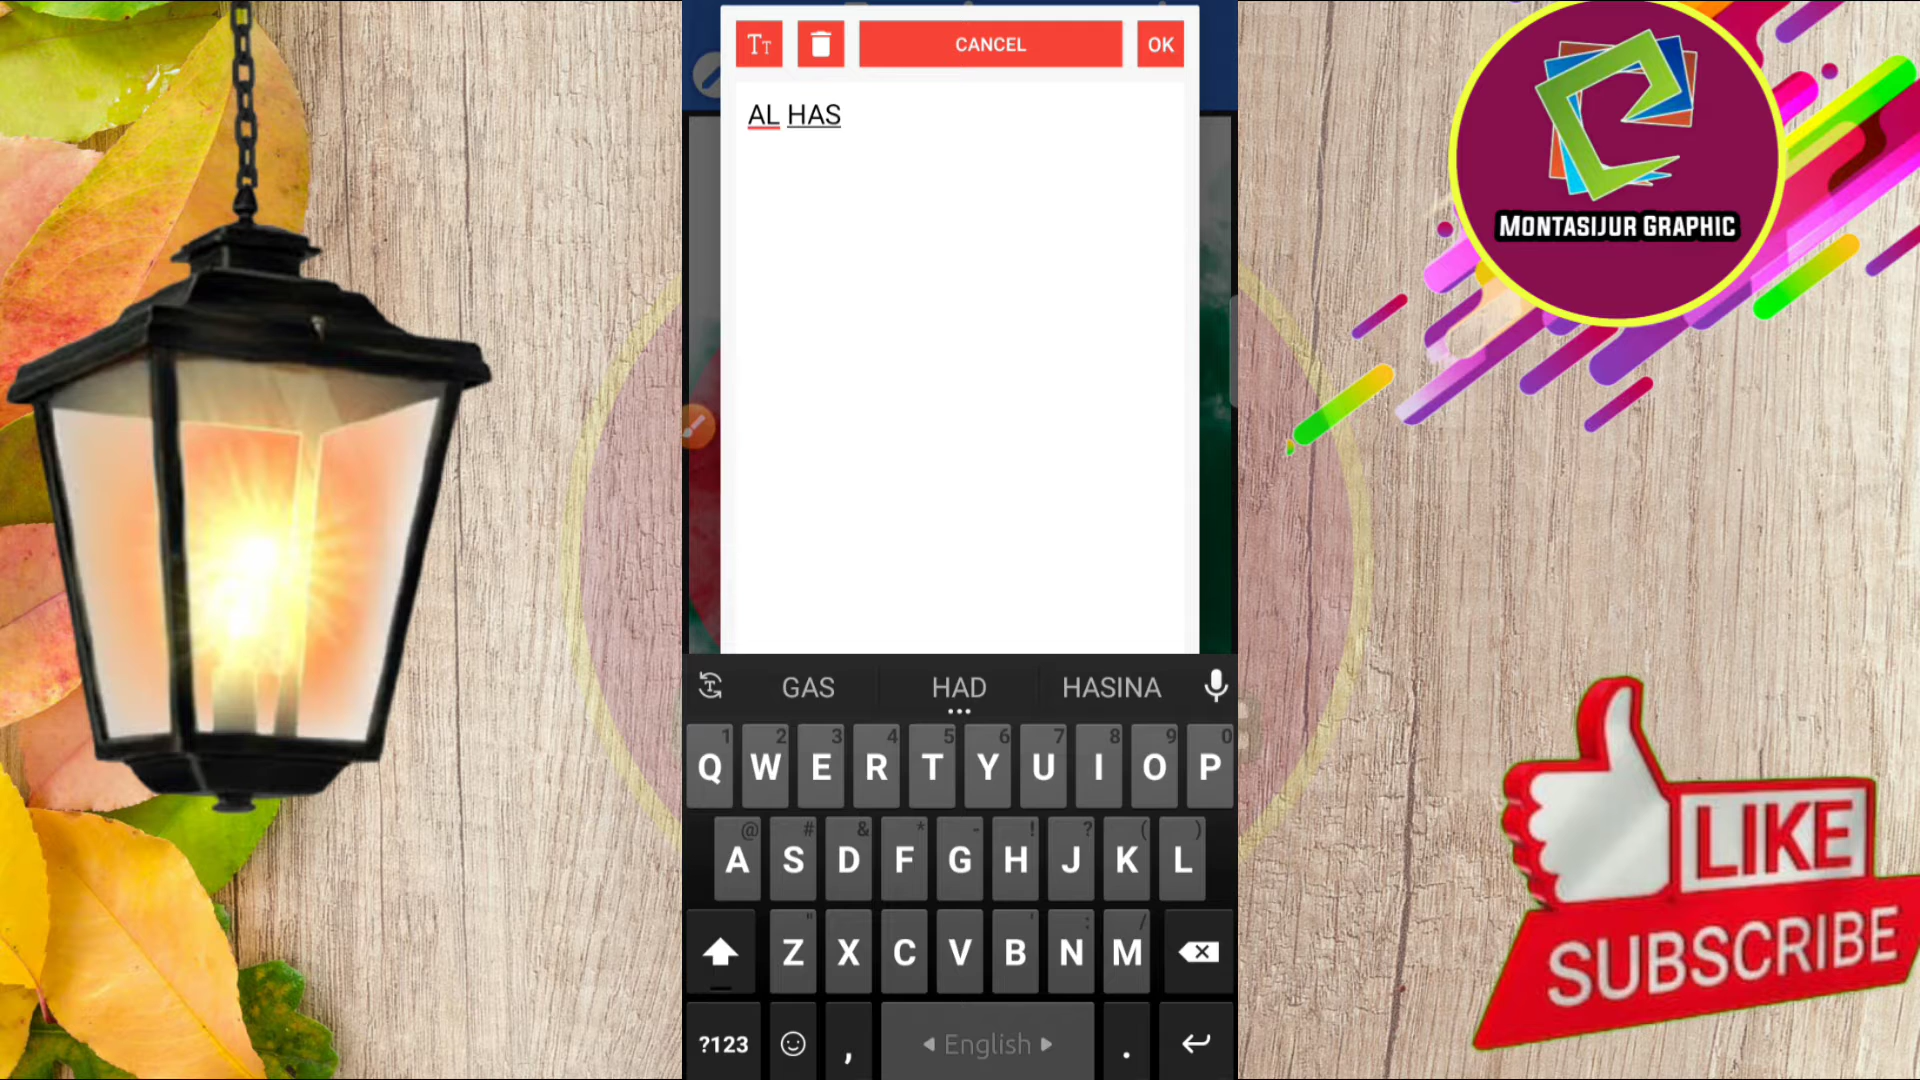 Tт CANCEL OK
AL HAS
MONTASIJUR GRAPHIC
GAS HAD HASINA
1 2 3 4 5 6 7 8 9 0
Q W E R T Y U I O P
@ # & * - ! ? ( )
A S D F G H J K L
" ' : /
Z X C V B N M
?123 , English .
LIKE
SUBSCRIBE